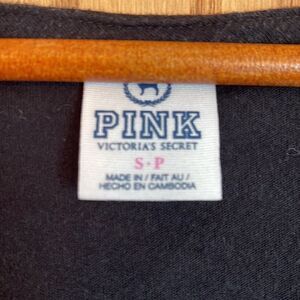 PINK
VICTORIA'S SECRET
S • P
MADE IN / FAIT AU /
HECHO EN CAMBODIA